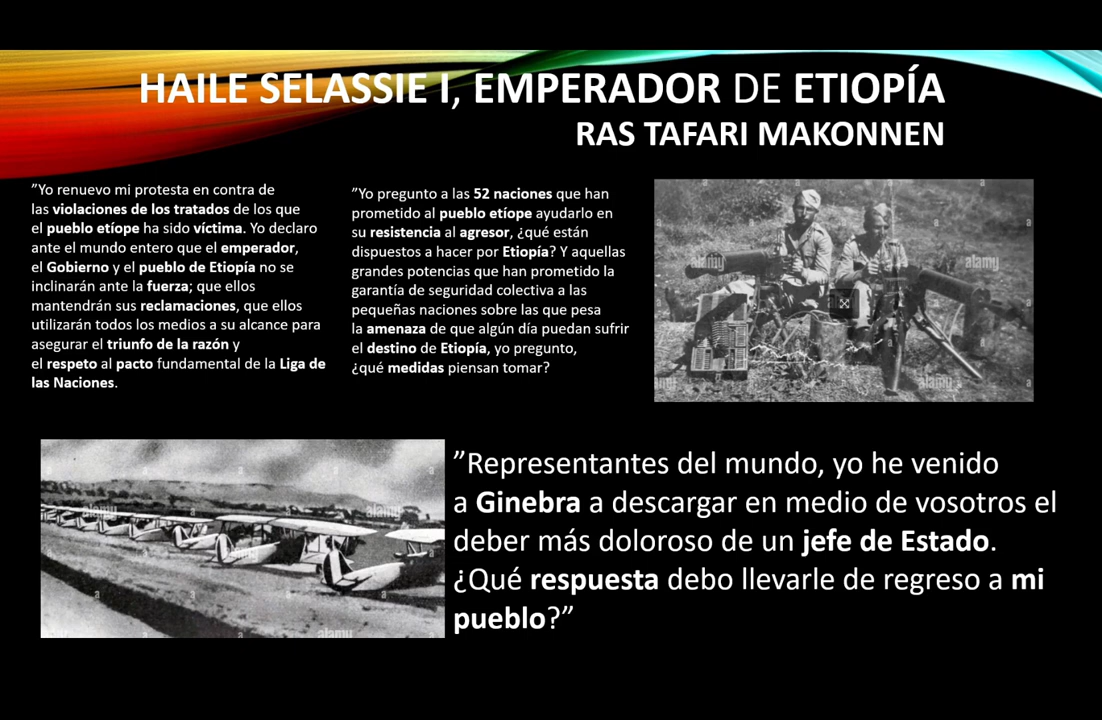 HAILE SELASSIE I, EMPERADOR DE ETIOPÍA
RAS TAFARI MAKONNEN
”Yo renuevo mi protesta en contra de
las violaciones de los tratados de los que
el pueblo etíope ha sido víctima. Yo declaro
ante el mundo entero que el emperador,
el Gobierno y el pueblo de Etiopía no se
inclinarán ante la fuerza; que ellos
mantendrán sus reclamaciones, que ellos
utilizarán todos los medios a su alcance para
asegurar el triunfo de la razón y
el respeto al pacto fundamental de la Liga de
las Naciones.
”Yo pregunto a las 52 naciones que han
prometido al pueblo etíope ayudarlo en
su resistencia al agresor, ¿qué están
dispuestos a hacer por Etiopía? Y aquellas
grandes potencias que han prometido la
garantía de seguridad colectiva a las
pequeñas naciones sobre las que pesa
la amenaza de que algún día puedan sufrir
el destino de Etiopía, yo pregunto,
¿qué medidas piensan tomar?
alamy
alamy
alamy
alamy
alamy
”Representantes del mundo, yo he venido
a Ginebra a descargar en medio de vosotros el
deber más doloroso de un jefe de Estado.
¿Qué respuesta debo llevarle de regreso a mi
pueblo?”